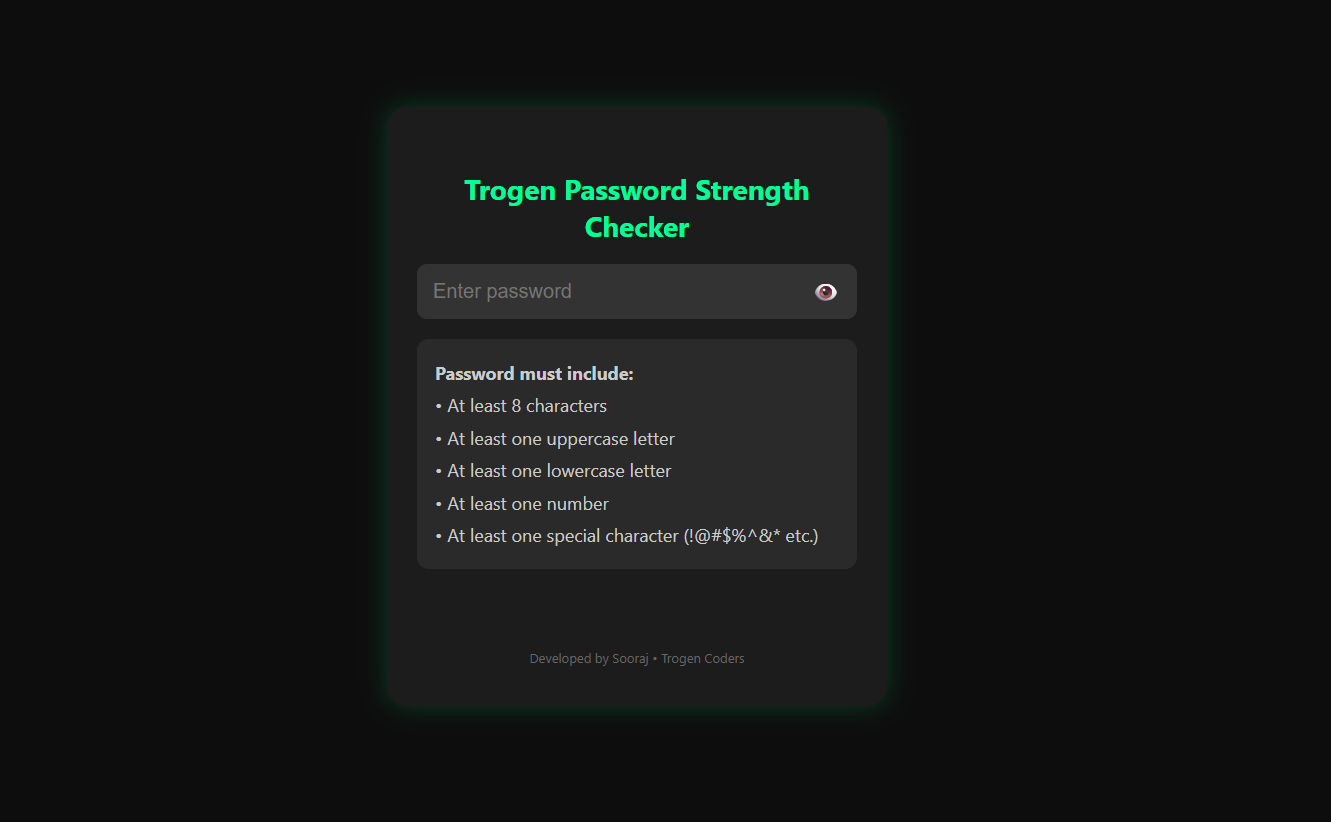 Trogen Password Strength
Checker
Enter password
Password must include:
• At least 8 characters
• At least one uppercase letter
• At least one lowercase letter
• At least one number
• At least one special character (!@#$%^&* etc.)
Developed by Sooraj • Trogen Coders